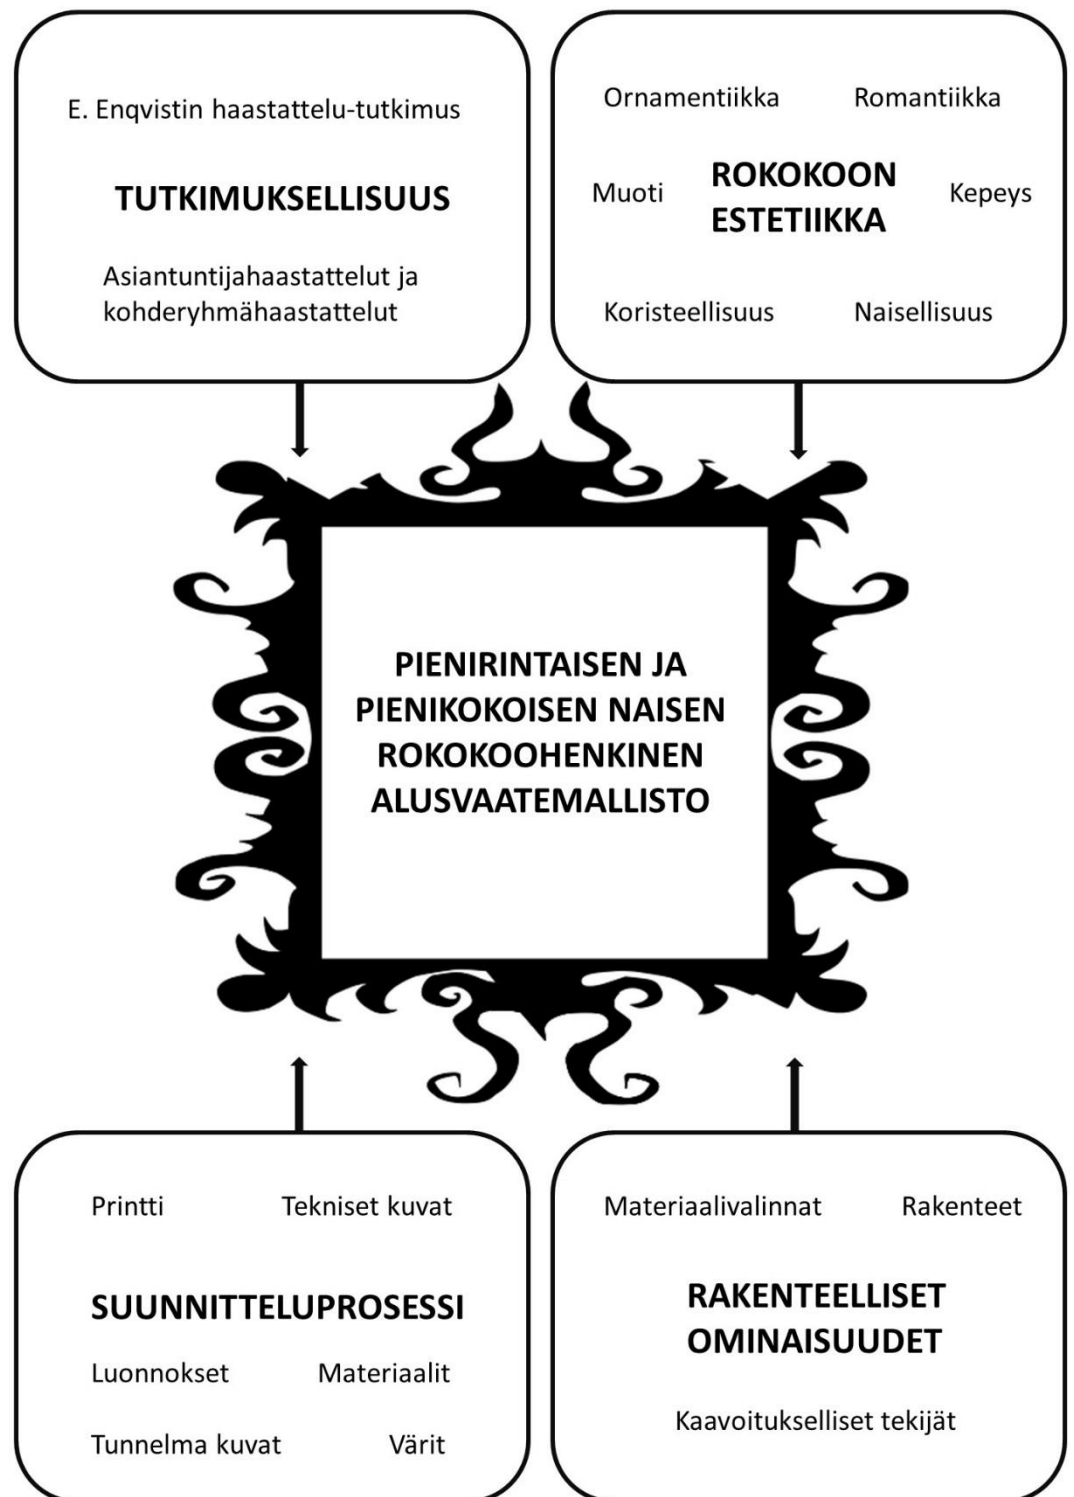 E. Enqvistin haastattelu-tutkimus
TUTKIMUKSELLISUUS
Asiantuntijahaastattelut ja
kohderyhmähaastattelut
Ornamentiikka Romantiikka
Muoti ROKOKOON Kepeys
ESTETIIKKA
Koristeellisuus Naisellisuus
PIENIRINTAISEN JA
PIENIKOKOISEN NAISEN
ROKOKOOHENKINEN
ALUSVAATEMALLISTO
Printti Tekniset kuvat
SUUNNITTELUPROSESSI
Luonnokset Materiaalit
Tunnelma kuvat Värit
Materiaalivalinnat Rakenteet
RAKENTEELLISET
OMINAISUUDET
Kaavoitukselliset tekijät